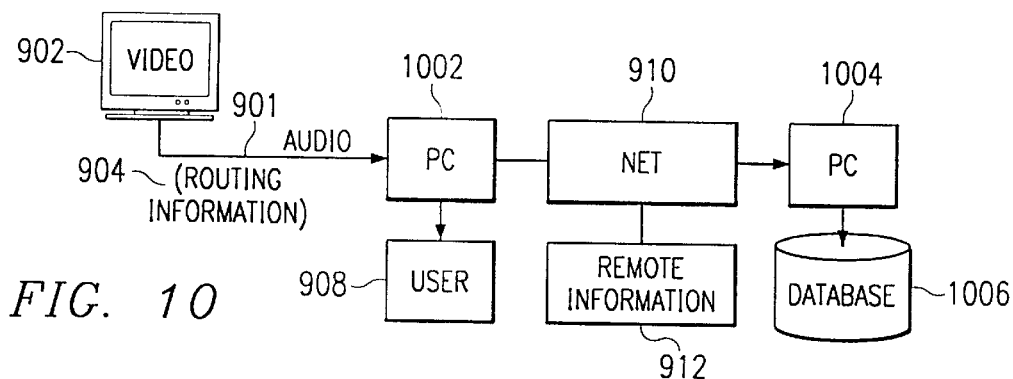 902
VIDEO
901
AUDIO
904
(ROUTING
INFORMATION)
1002
PC
910
NET
1004
PC
908
USER
REMOTE
INFORMATION
912
DATABASE
1006
FIG. 10